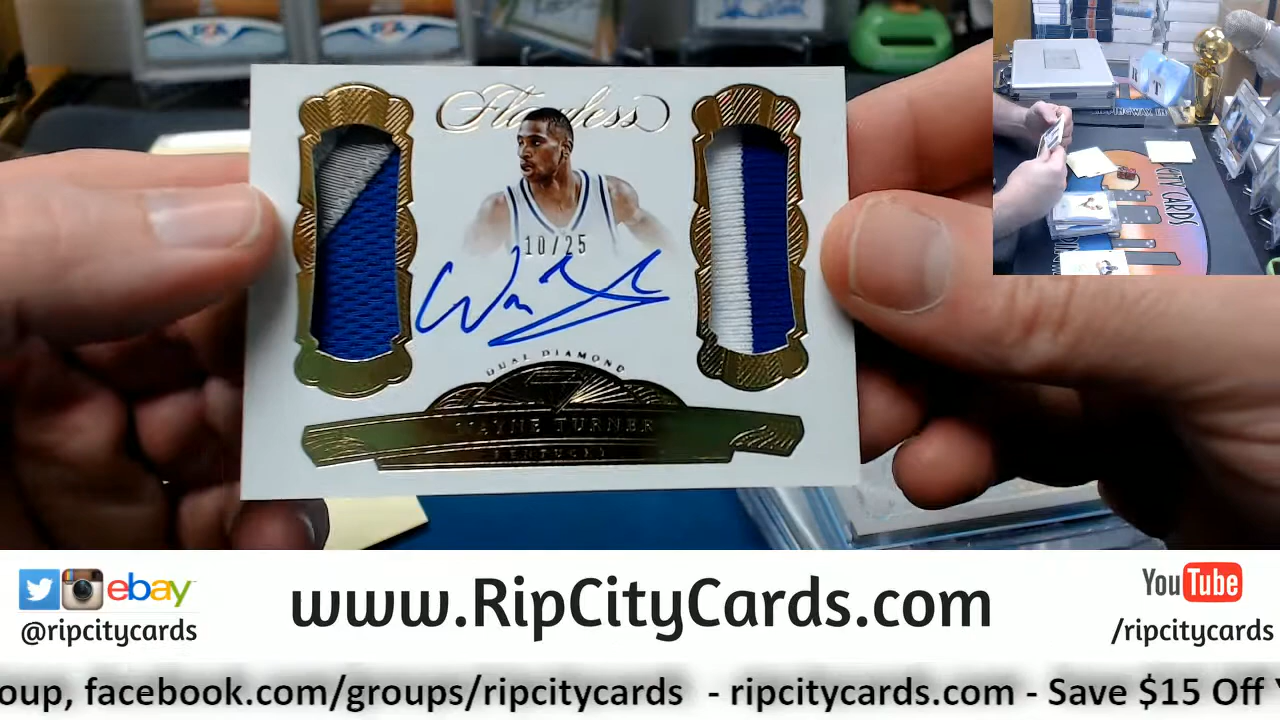 Flawless
10/25
DUAL DIAMOND
WAYNE TURNER
KENTUCKY
ebay
www.RipCityCards.com
YouTube
@ripcitycards
/ripcitycards
oup, facebook.com/groups/ripcitycards - ripcitycards.com - Save $15 Off